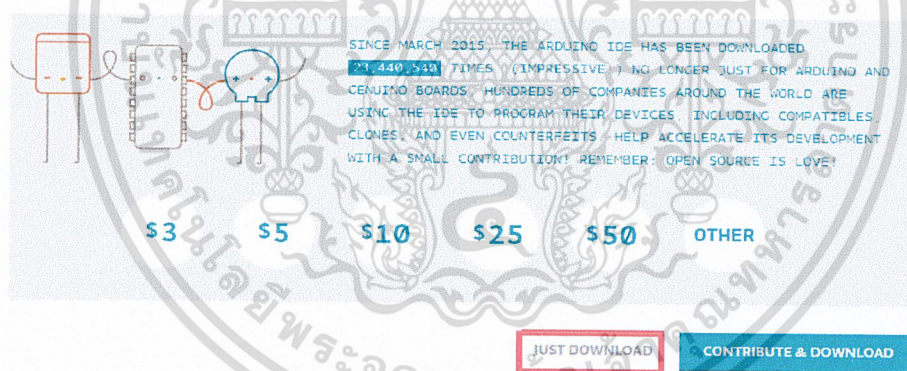 SINCE MARCH 2015, THE ARDUINO IDE HAS BEEN DOWNLOADED
23,440,540 TIMES. (IMPRESSIVE!) NO LONGER JUST FOR ARDUINO AND
GENUINO BOARDS, HUNDREDS OF COMPANIES AROUND THE WORLD ARE
USING THE IDE TO PROGRAM THEIR DEVICES, INCLUDING COMPATIBLES,
CLONES, AND EVEN COUNTERFEITS. HELP ACCELERATE ITS DEVELOPMENT
WITH A SMALL CONTRIBUTION! REMEMBER: OPEN SOURCE IS LOVE!
$3 $5 $10 $25 $50 OTHER
JUST DOWNLOAD CONTRIBUTE & DOWNLOAD